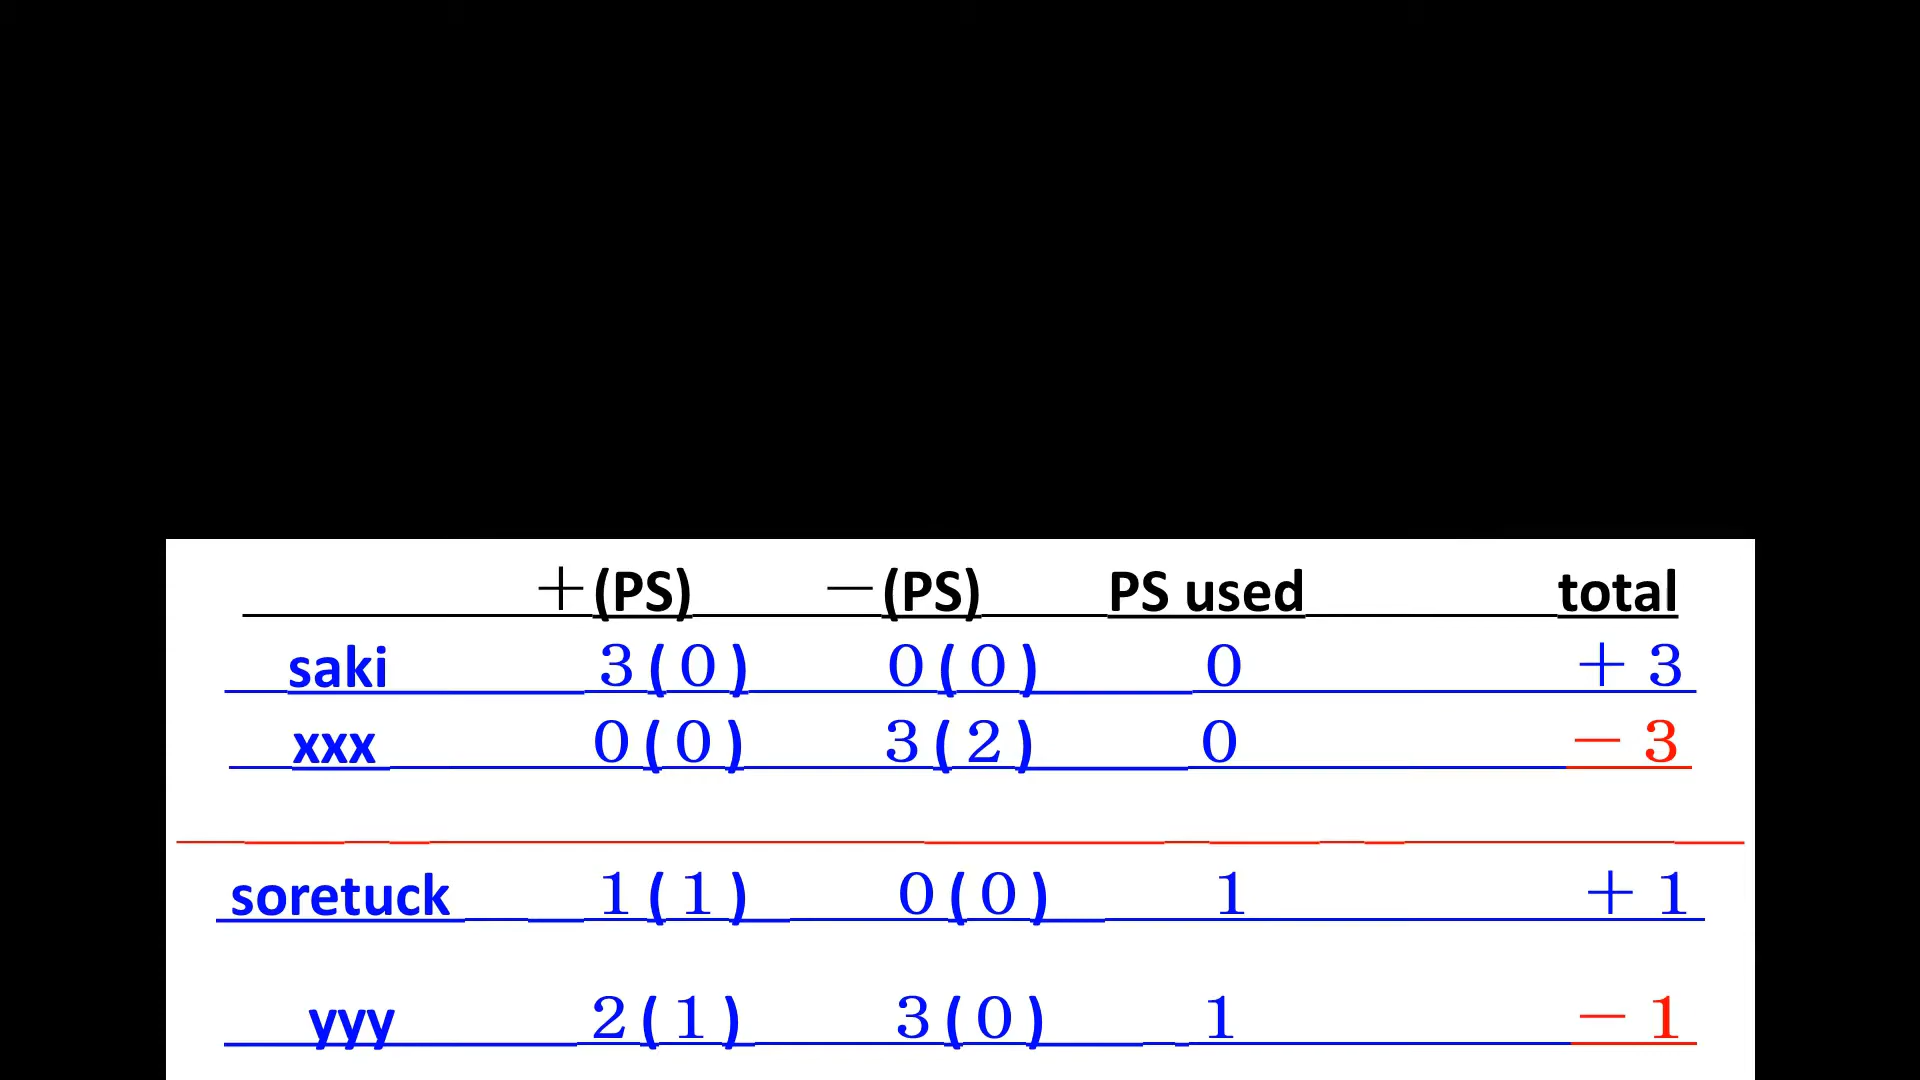 ＋(PS) －(PS) PS used total
saki ３(０) ０(０) ０ ＋３
xxx ０(０) ３(２) ０ －３
soretuck １(１) ０(０) １ ＋１
yyy ２(１) ３(０) １ －１